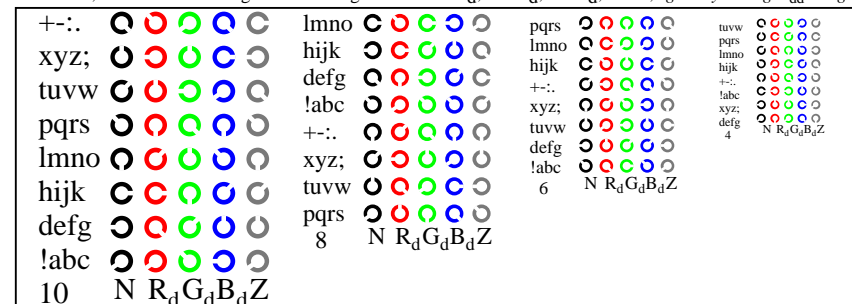 +-:.
xyz;
tuvw
pqrs
lmno
hijk
defg
!abc
10 N RdGdBdZ
lmno
hijk
defg
!abc
+-:.
xyz;
tuvw
pqrs
8 N RdGdBdZ
pqrs
lmno
hijk
+-:.
xyz;
tuvw
defg
!abc
6 N RdGdBdZ
tuvw
pqrs
lmno
hijk
+-:.
!abc
xyz;
defg
4 N RdGdBdZ